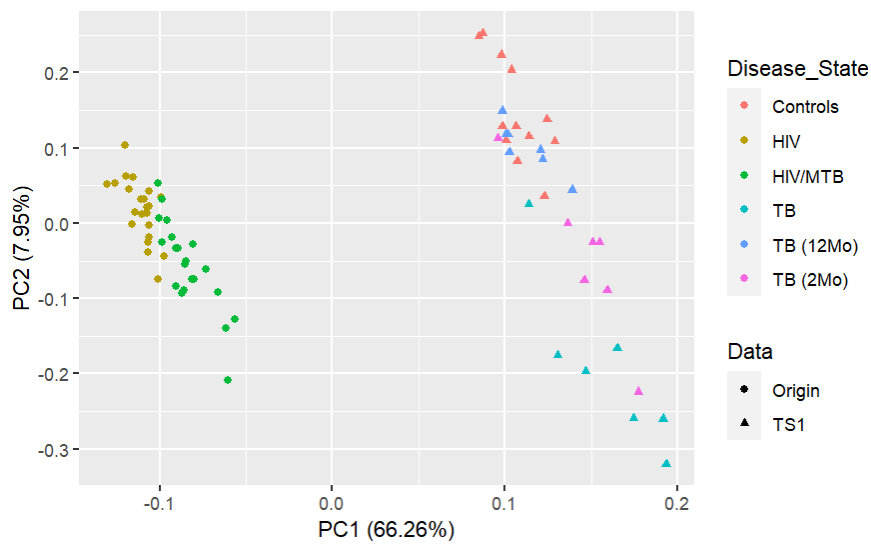 Disease_State
Controls
HIV
HIV/MTB
TB
TB (12Mo)
TB (2Mo)
Data
Origin
TS1
PC2 (7.95%)
0.2
0.1
0.0
-0.1
-0.2
-0.3
-0.1
0.0
0.1
0.2
PC1 (66.26%)